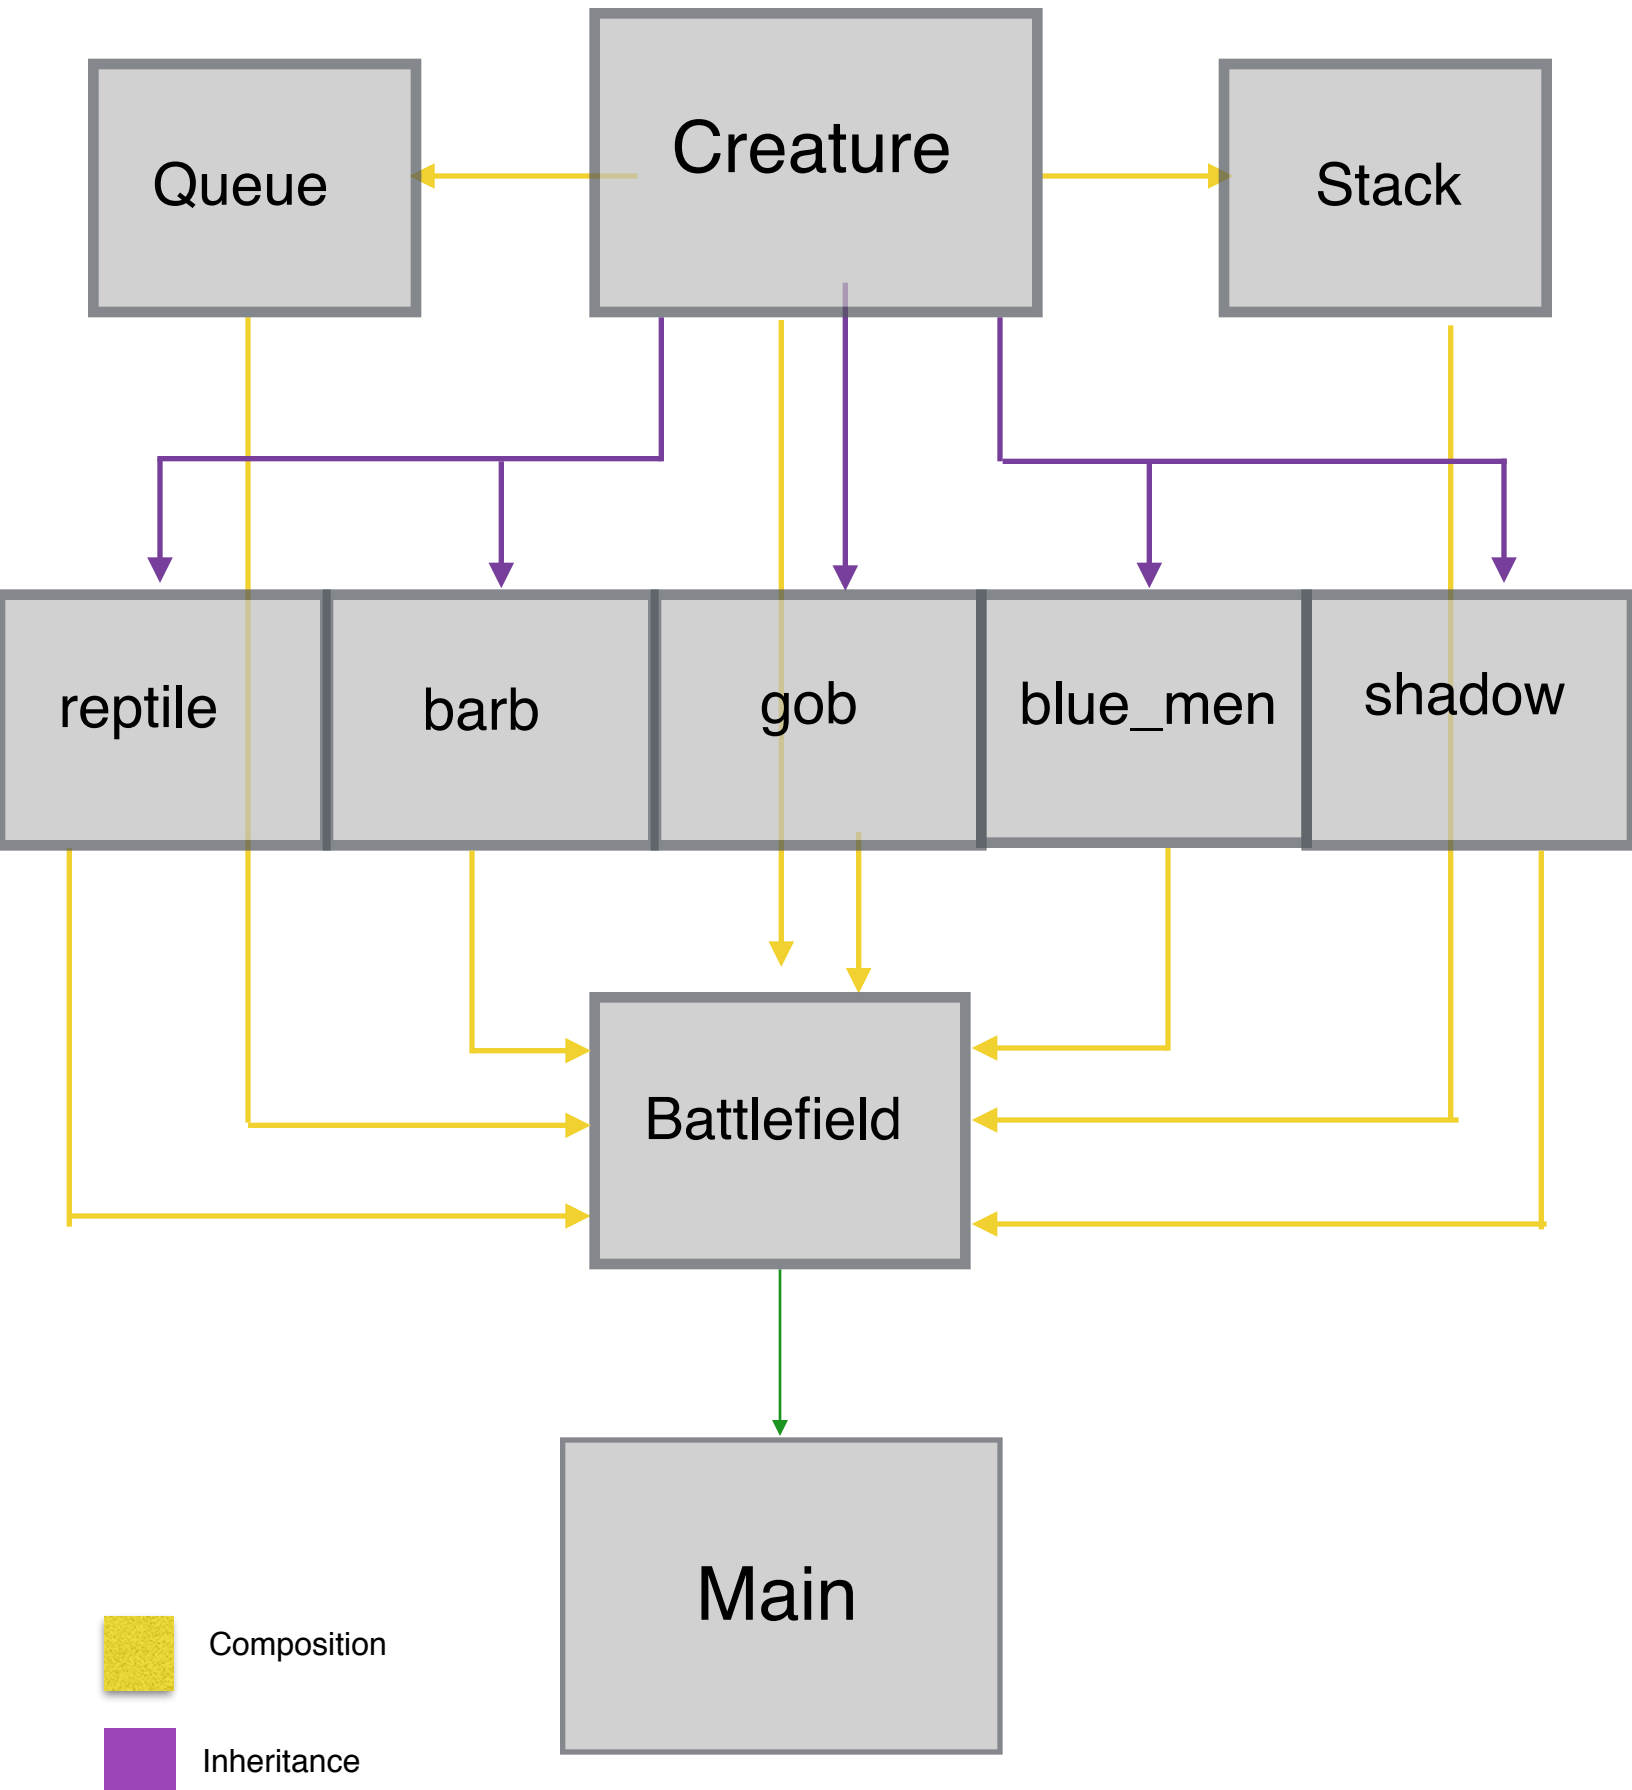 Creature
Queue
Stack
reptile
barb
gob
blue_men
shadow
Battlefield
Main
Composition
Inheritance